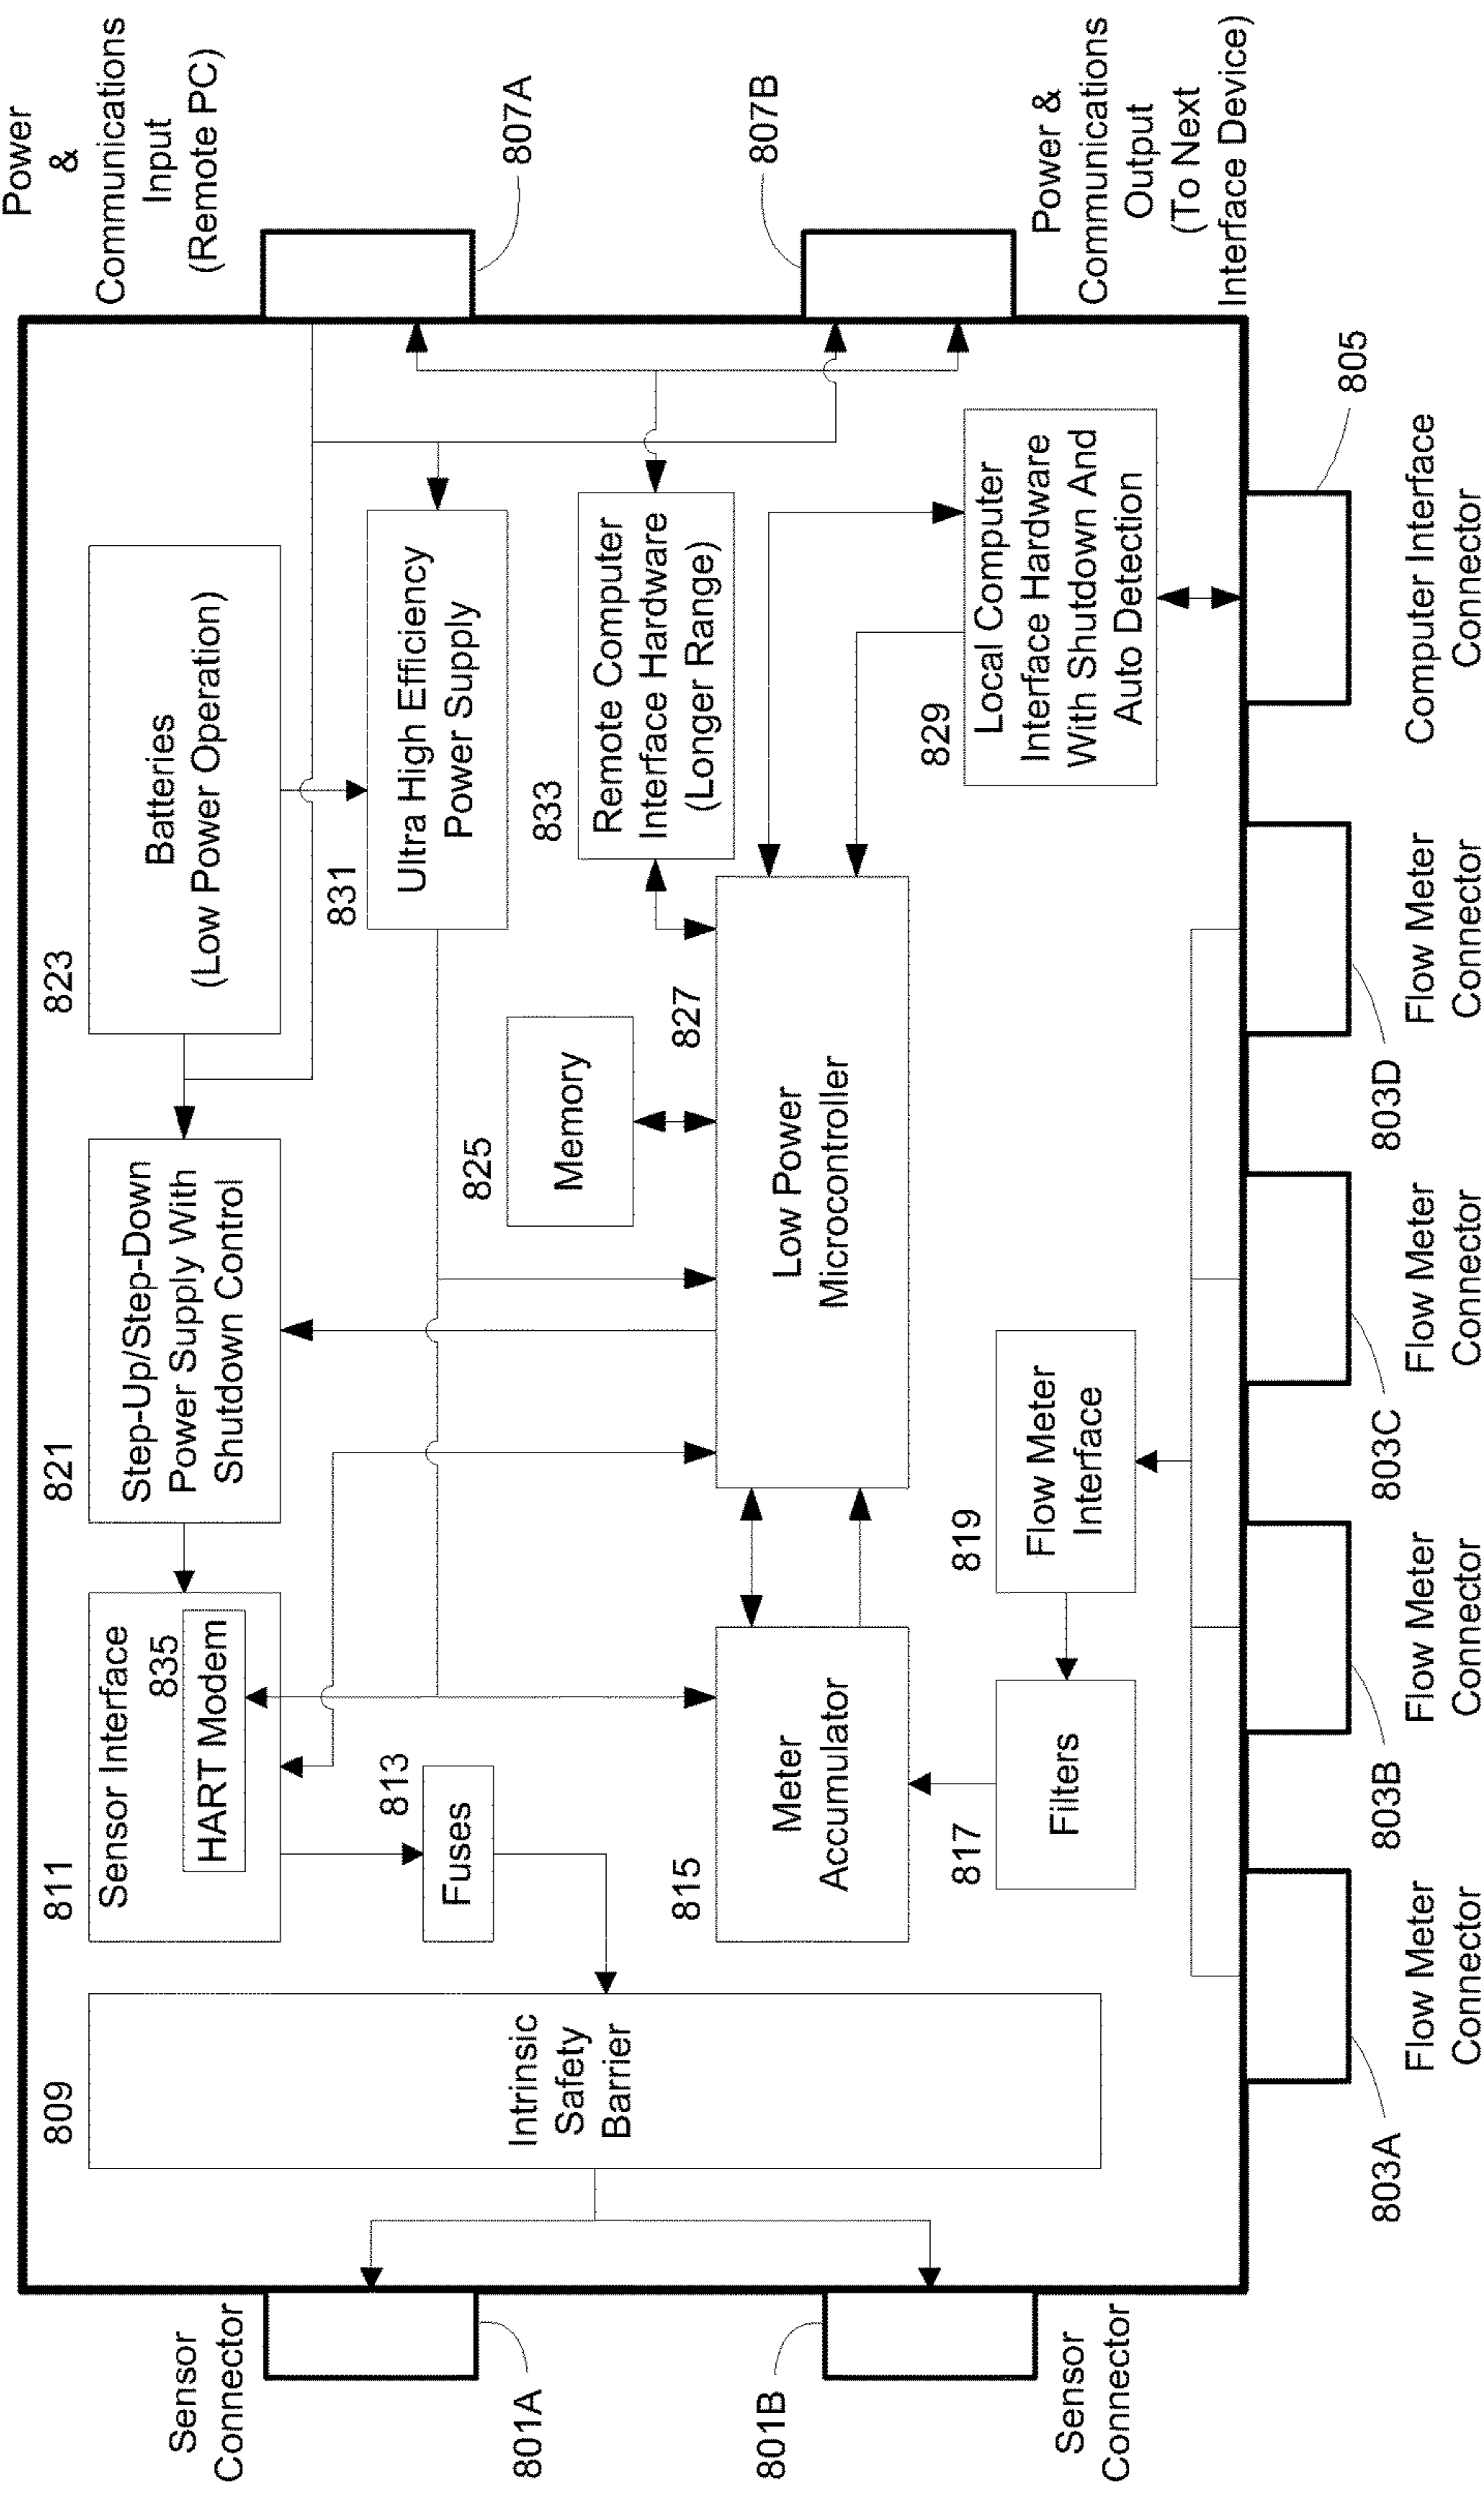 Power
&
Communications
Input
(Remote PC)
807A
807B
Power &
Communications
Output
(To Next
Interface Device)
823
Batteries
(Low Power Operation)
821
Step-Up/Step-Down
Power Supply With
Shutdown Control
811
Sensor Interface
835
HART Modem
809
Intrinsic
Safety
Barrier
831
Ultra High Efficiency
Power Supply
813
Fuses
833
Remote Computer
Interface Hardware
(Longer Range)
825
Memory
827
Low Power
Microcontroller
815
Meter
Accumulator
829
Local Computer
Interface Hardware
With Shutdown And
Auto Detection
819
Flow Meter
Interface
817
Filters
Sensor
Connector
801A
801B
Sensor
Connector
803A
Flow Meter
Connector
803B
Flow Meter
Connector
803C
Flow Meter
Connector
803D
Flow Meter
Connector
805
Computer Interface
Connector